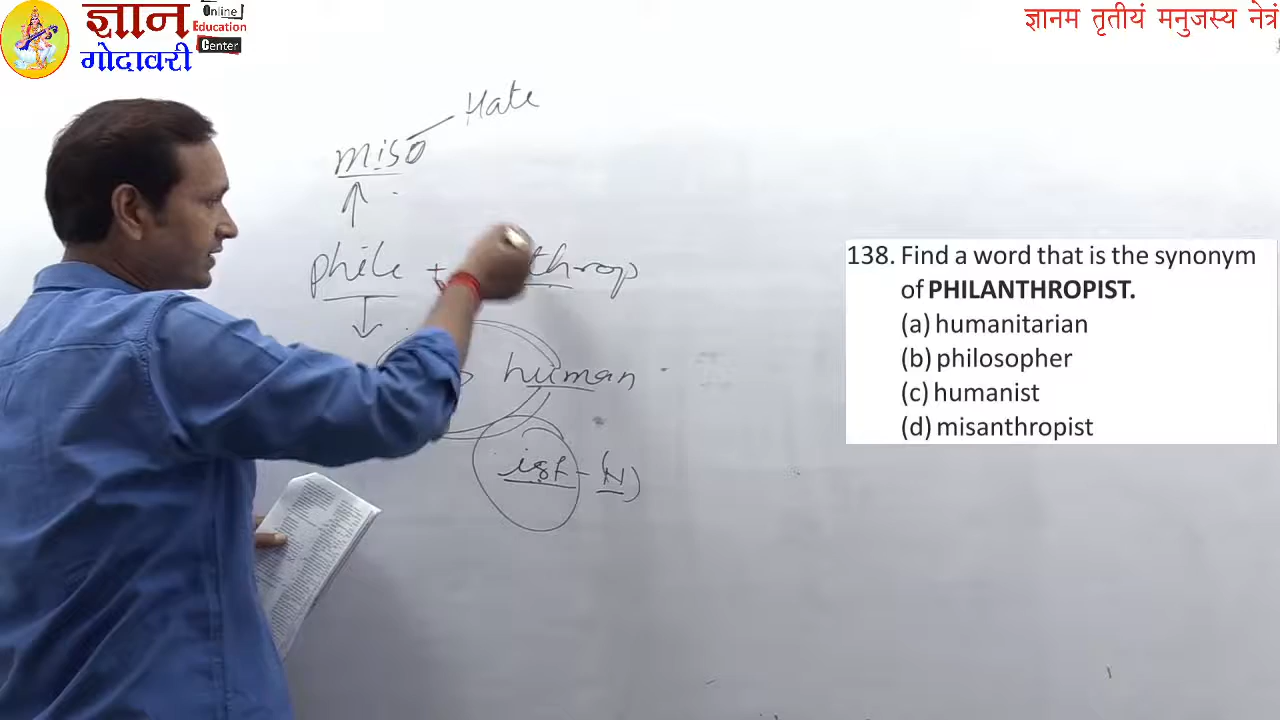 ज्ञान
गोदावरी
Online
Education
Center
ज्ञानम तृतीयं मनुजस्य नेत्रं
Hate
miso
phile +
throp
human
ist - (N)
138. Find a word that is the synonym
of PHILANTHROPIST.
(a) humanitarian
(b) philosopher
(c) humanist
(d) misanthropist